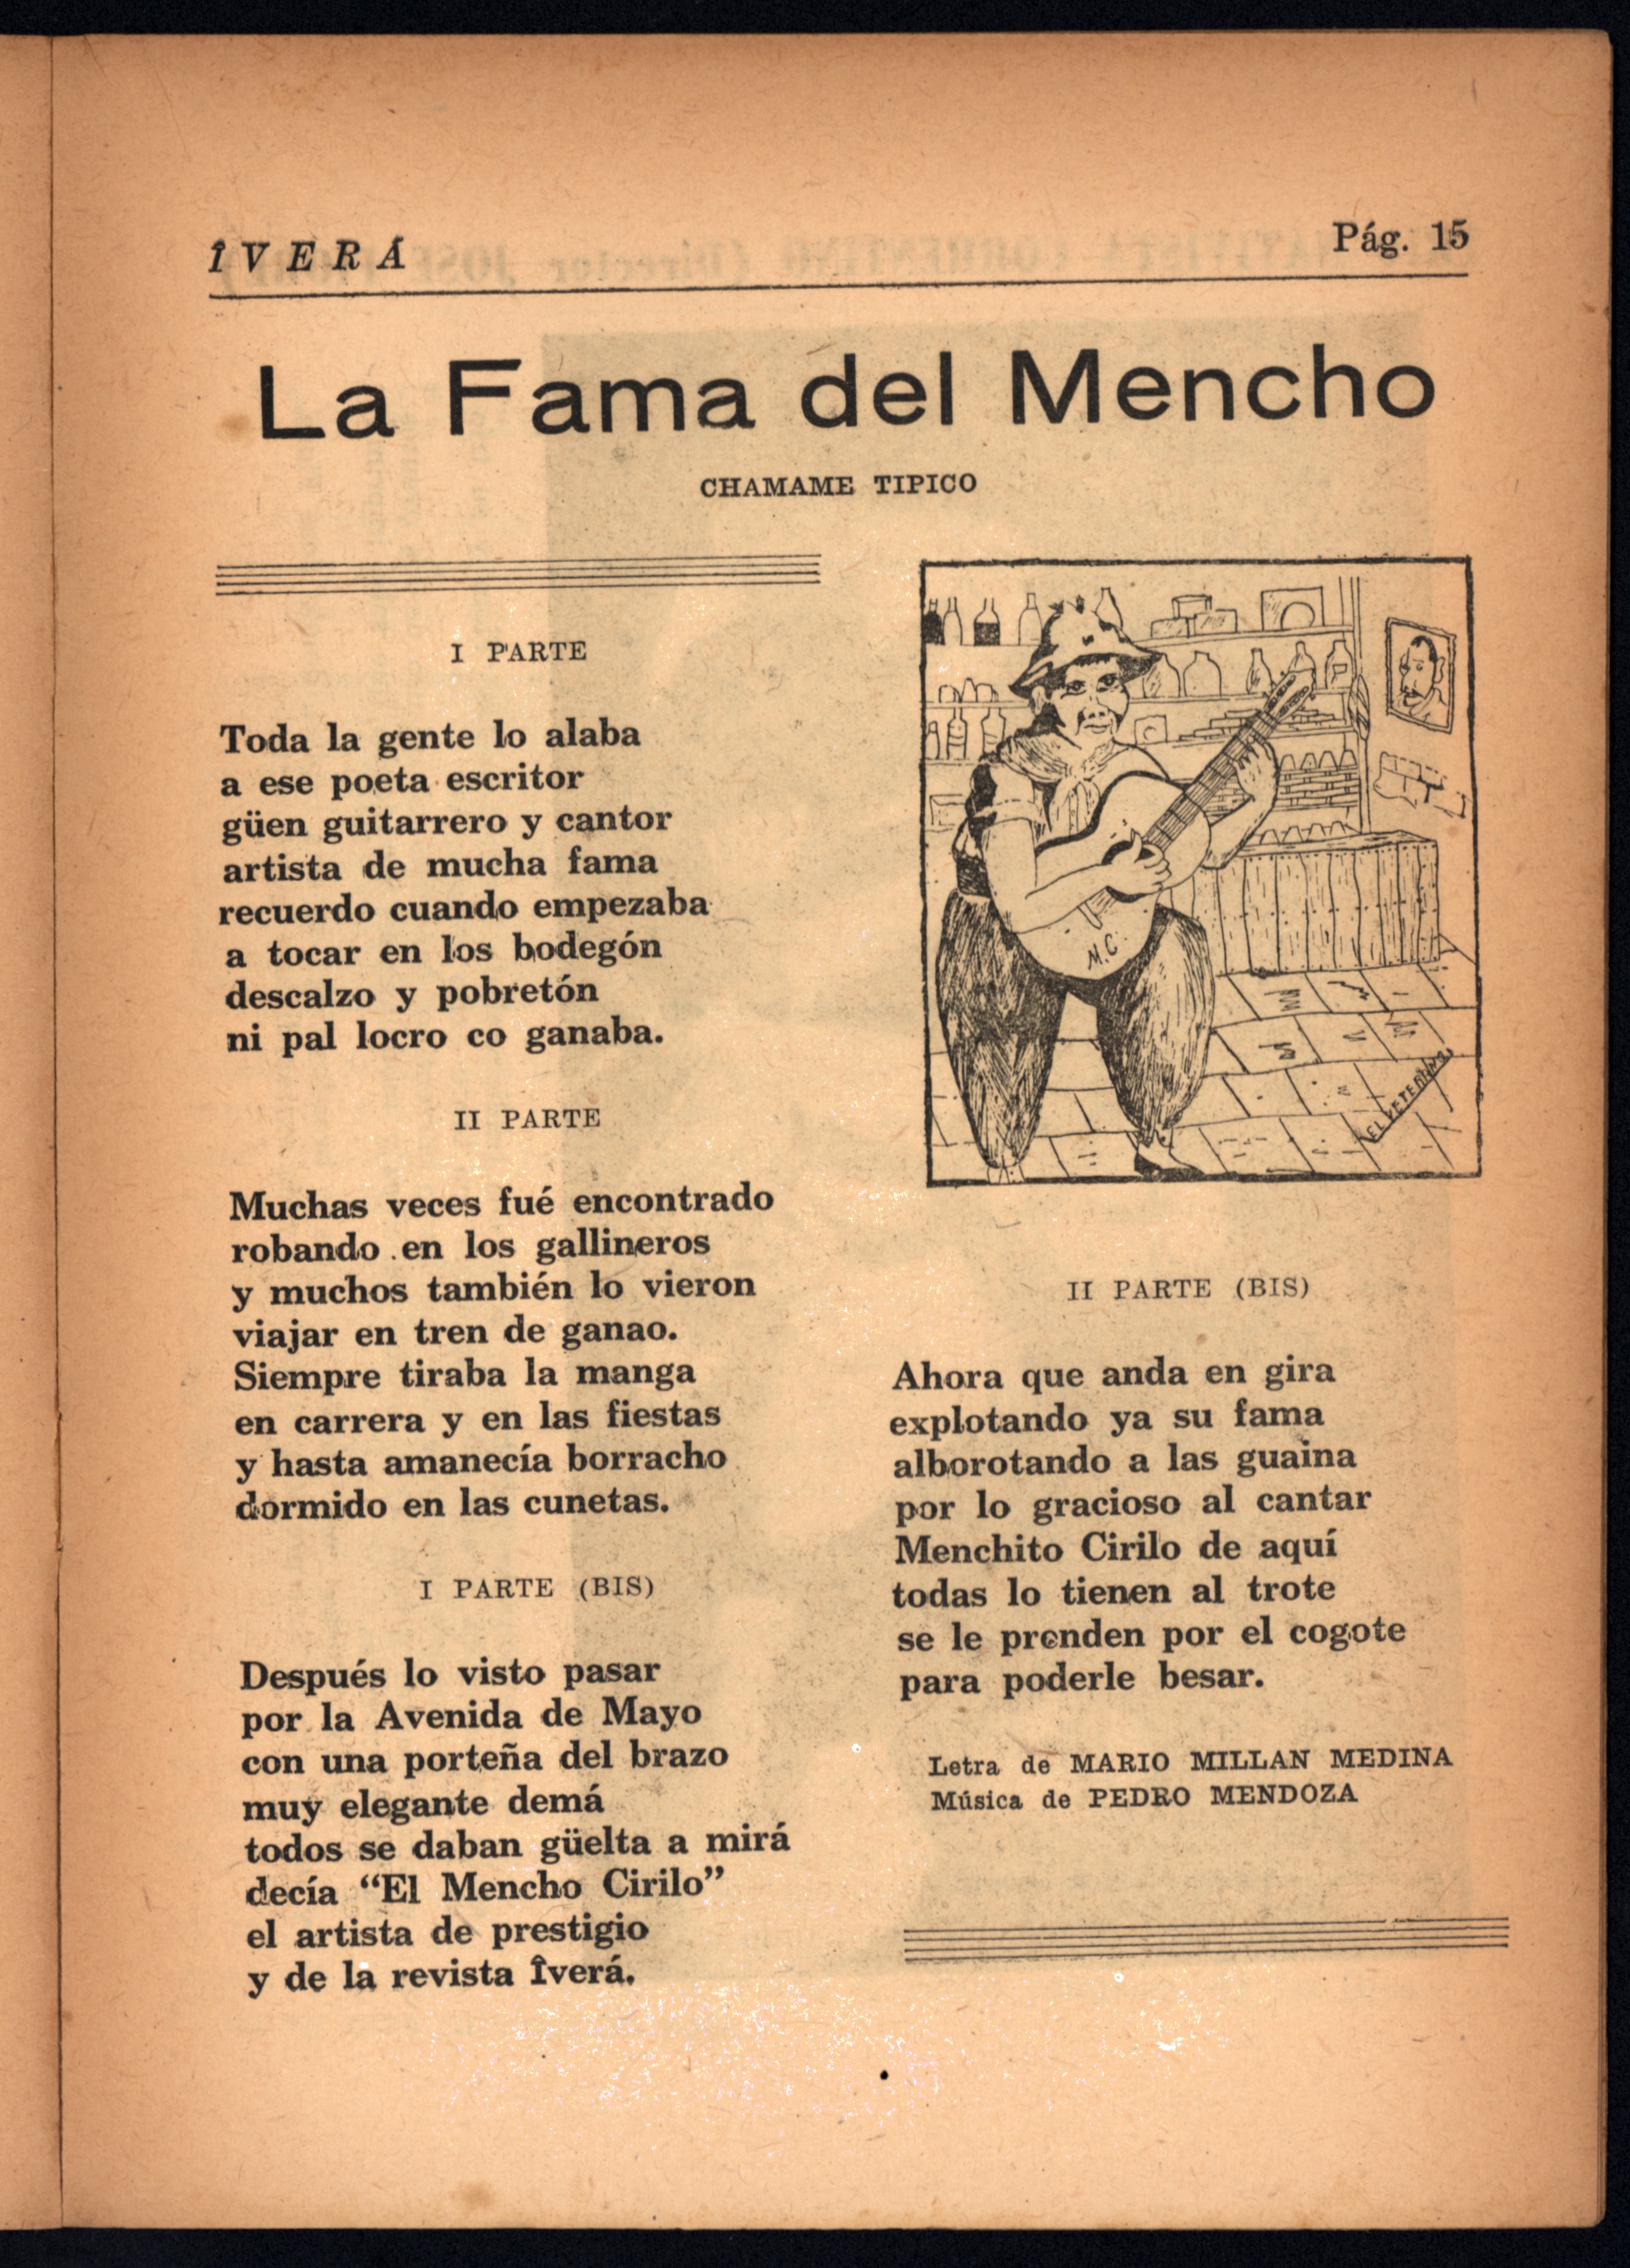 ÎVERÁ
Pág. 15
La Fama del Mencho
CHAMAME TIPICO
I PARTE
Toda la gente lo alaba
a ese poeta escritor
güen guitarrero y cantor
artista de mucha fama
recuerdo cuando empezaba
a tocar en los bodegón
descalzo y pobretón
ni pal locro co ganaba.
II PARTE
Muchas veces fué encontrado
robando en los gallineros
y muchos también lo vieron
viajar en tren de ganao.
Siempre tiraba la manga
en carrera y en las fiestas
y hasta amanecía borracho
dormido en las cunetas.
I PARTE (BIS)
Después lo visto pasar
por la Avenida de Mayo
con una porteña del brazo
muy elegante demá
todos se daban güelta a mirá
decía “El Mencho Cirilo”
el artista de prestigio
y de la revista Îverá.
M.C.
II PARTE (BIS)
Ahora que anda en gira
explotando ya su fama
alborotando a las guaina
por lo gracioso al cantar
Menchito Cirilo de aquí
todas lo tienen al trote
se le prenden por el cogote
para poderle besar.
Letra de MARIO MILLAN MEDINA
Música de PEDRO MENDOZA